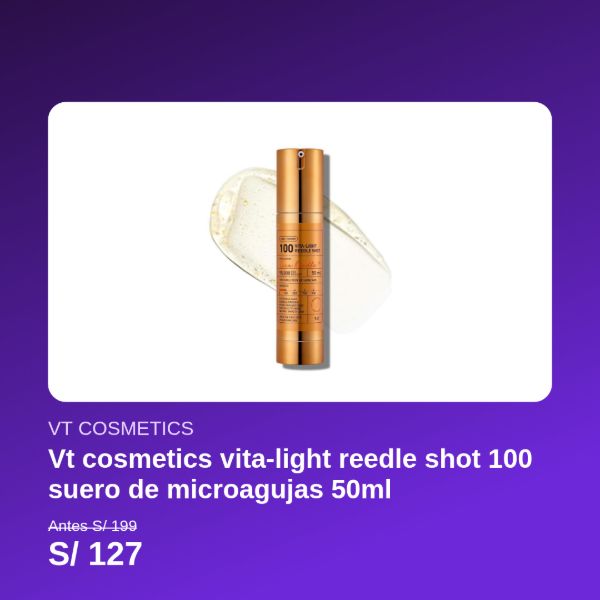 100 VITA-LIGHT
REEDLE SHOT
50 ml
VT COSMETICS
Vt cosmetics vita-light reedle shot 100
suero de microagujas 50ml
Antes S/ 199
S/ 127